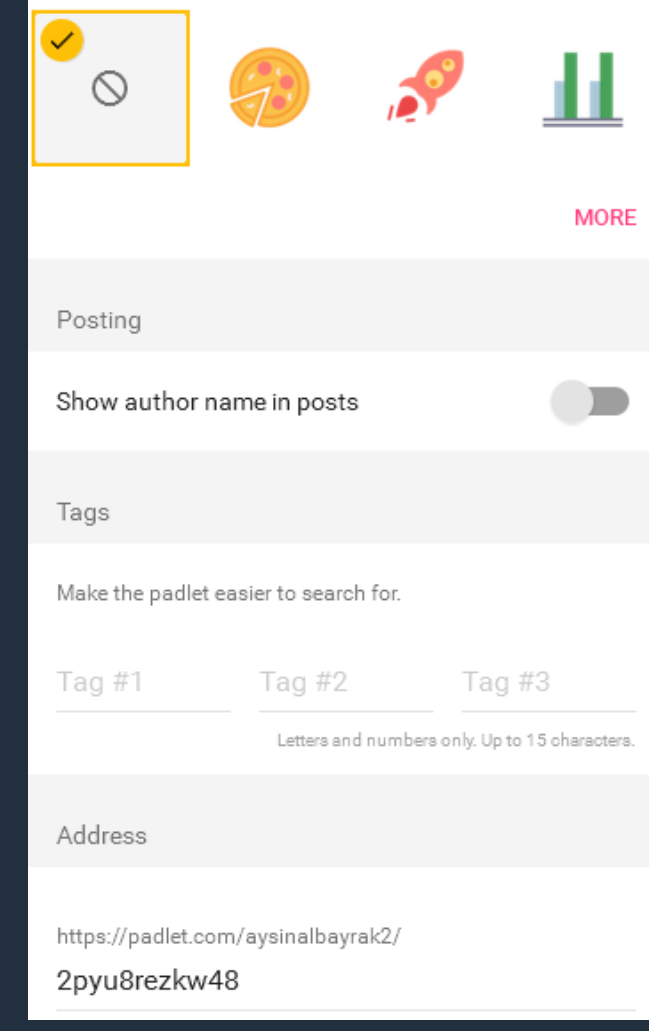 MORE
Posting
Show author name in posts
Tags
Make the padlet easier to search for.
Tag #1 Tag #2 Tag #3
Letters and numbers only. Up to 15 characters.
Address
https://padlet.com/aysinalbayrak2/
2pyu8rezkw48